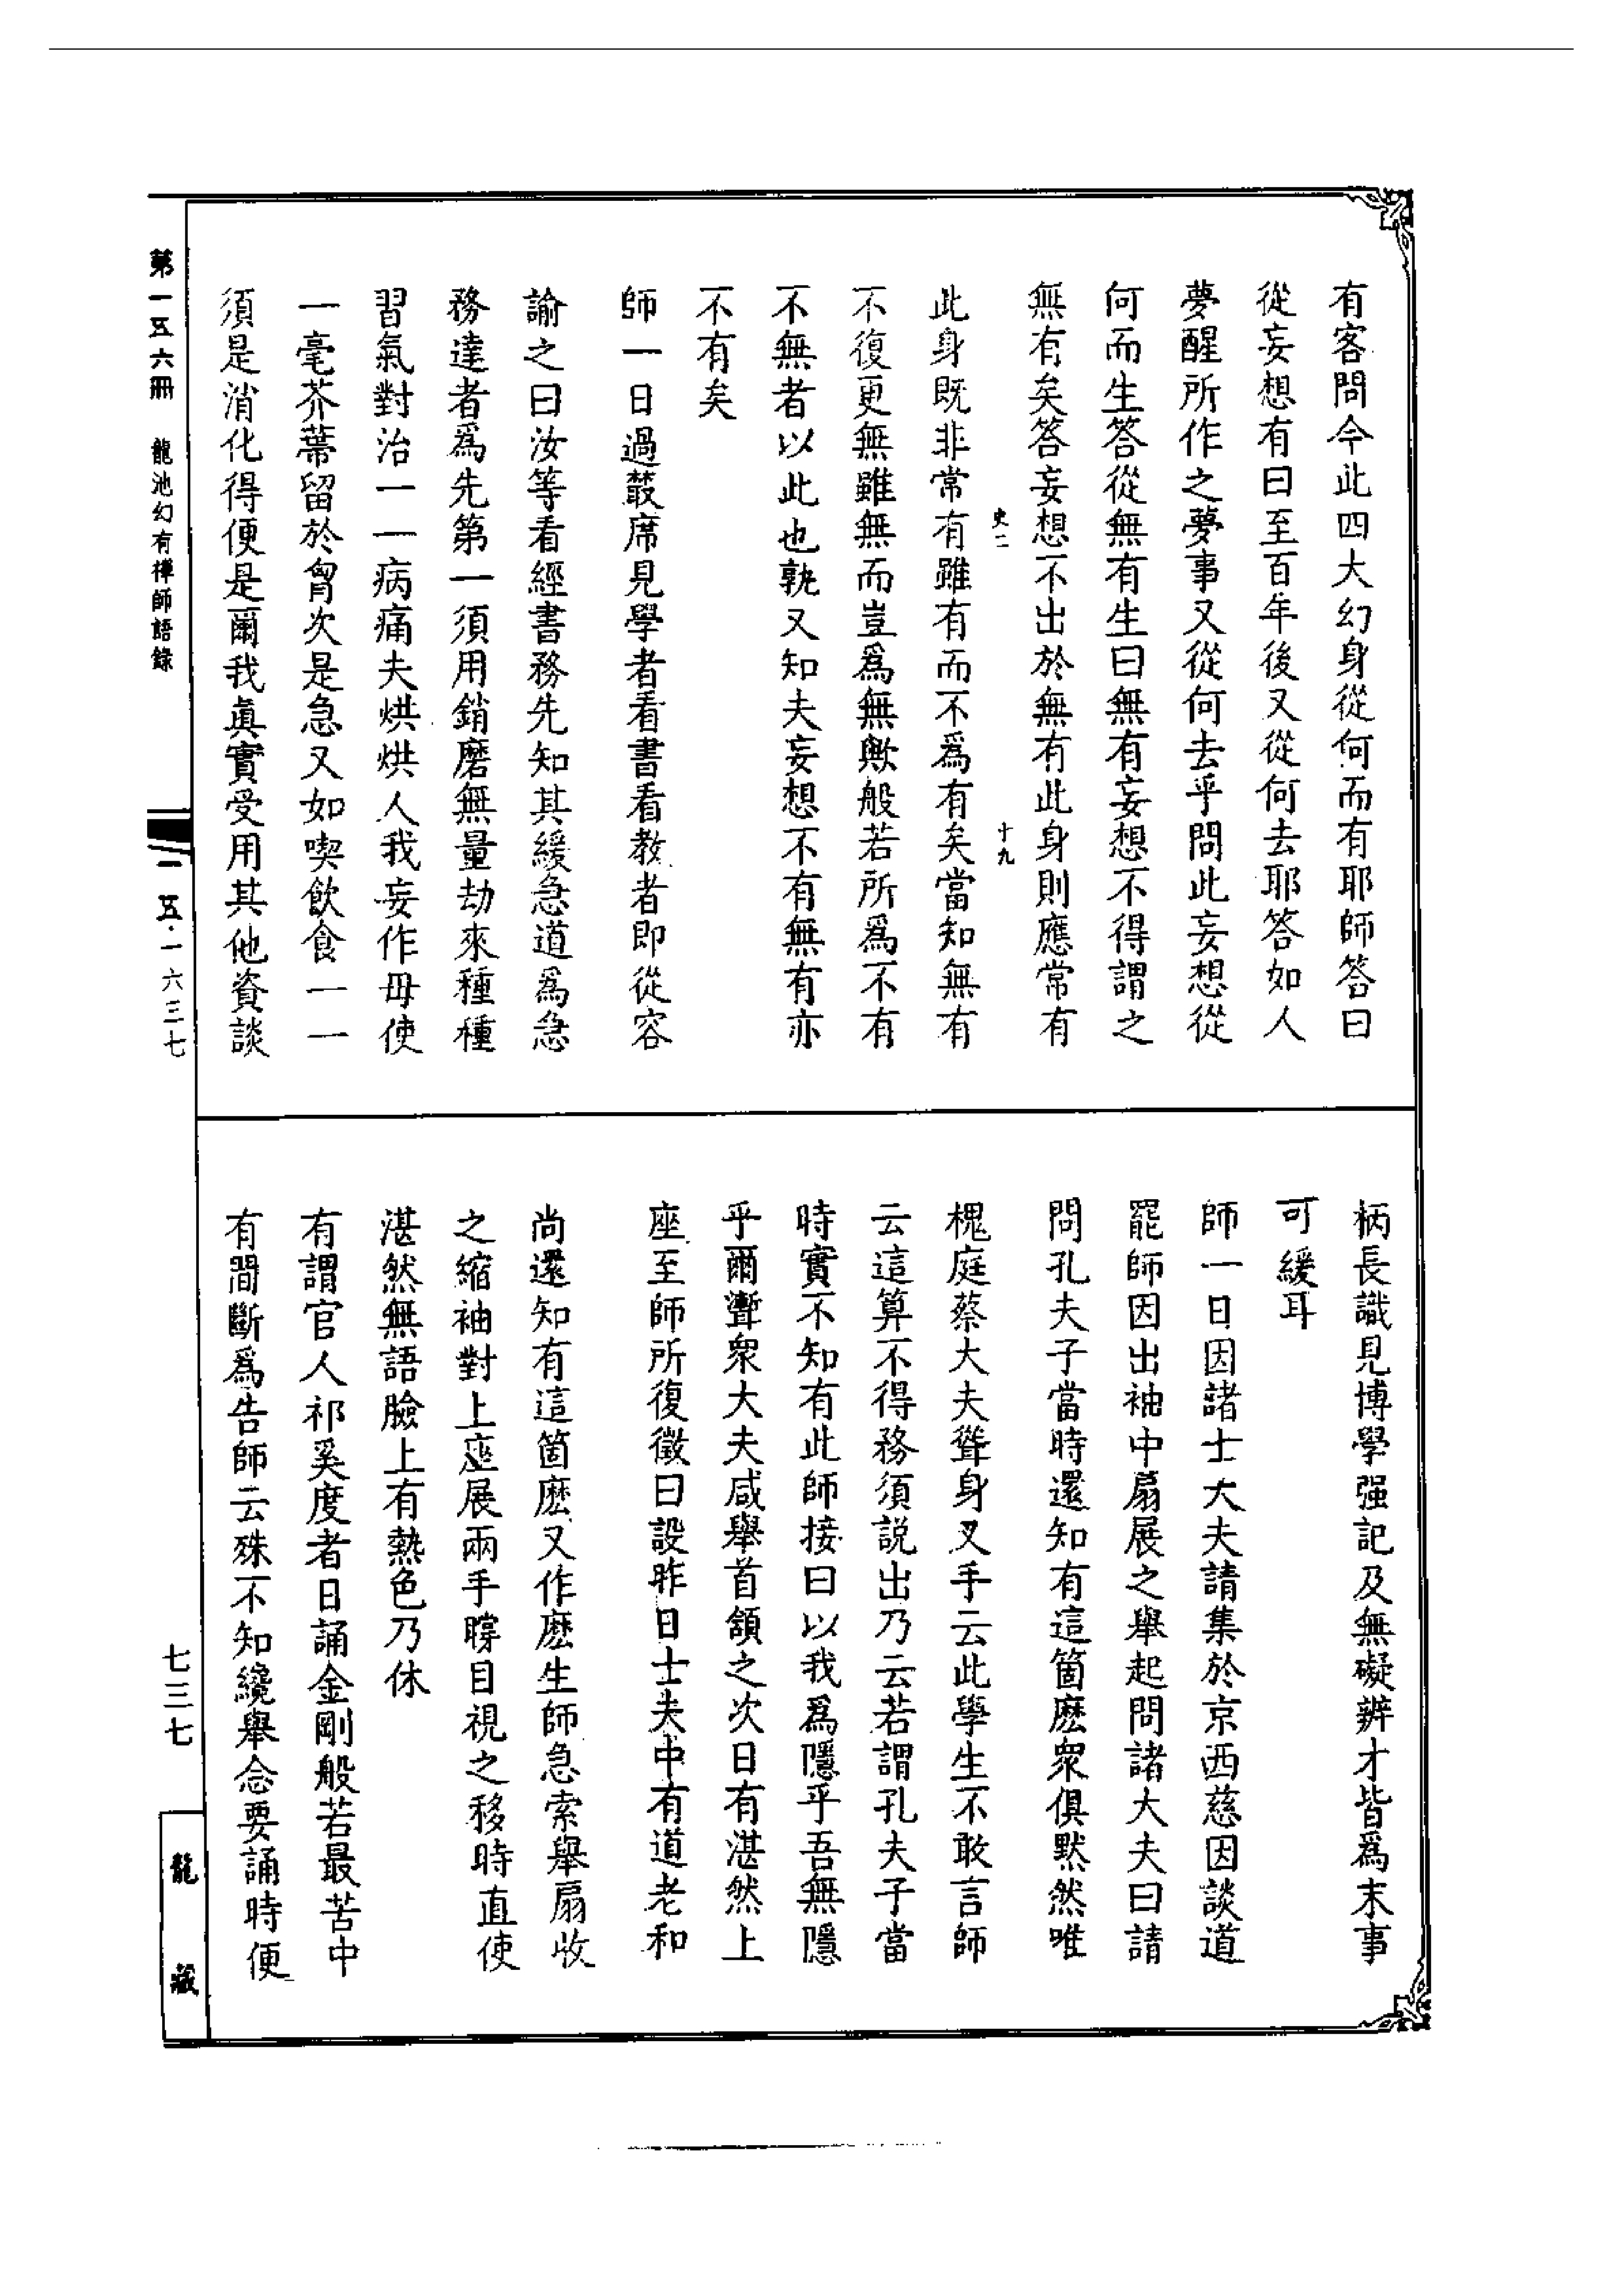 有客問今此四大幻身從何而有耶師答曰
從妄想有曰至百年後又從何去耶答如人
夢醒所作之夢事又從何去乎問此妄想從
何而生答從無有生曰無有妄想不得謂之
無有矣答妄想不出於無有此身則應常有
史二 十九
此身既非常有雖有而不爲有矣當知無有
不復更無雖無而豈爲無歟般若所爲不有
不無者以此也孰又知夫妄想不有無有亦
不有矣
師一日過蕺席見學者看書看教者即從容
諭之曰汝等看經書務先知其緩急道爲急
務達者爲先第一須用銷磨無量劫來種種
習氣對治一一病痛夫烘烘人我妄作毋使
一毫芥蔕留於胷次是急又如喫飲食一一
須是消化得便是爾我眞實受用其他資談
柄長識見博學强記及無礙辨才皆爲末事
可緩耳
師一日因諸士大夫請集於京西慈因談道
罷師因出袖中扇展之舉起問諸大夫曰請
問孔夫子當時還知有這箇麽衆俱默然唯
槐庭蔡大夫聳身叉手云此學生不敢言師
云這算不得務須説出乃云若謂孔夫子當
時實不知有此師接曰以我爲隱乎吾無隱
乎爾讋衆大夫咸舉首頷之次日有湛然上
座至師所復徵曰設昨日士夫中有道老和
尚還知有這箇麽又作麽生師急索舉扇收
之縮袖對上座展兩手瞠目視之移時直使
湛然無語臉上有熱色乃休
有謂官人祁奚度者日誦金剛般若最苦中
有間斷爲告師云殊不知纔舉念要誦時便
第一五六冊 龍池幻有禪師語錄
一五·一六三七
七三七
龍藏